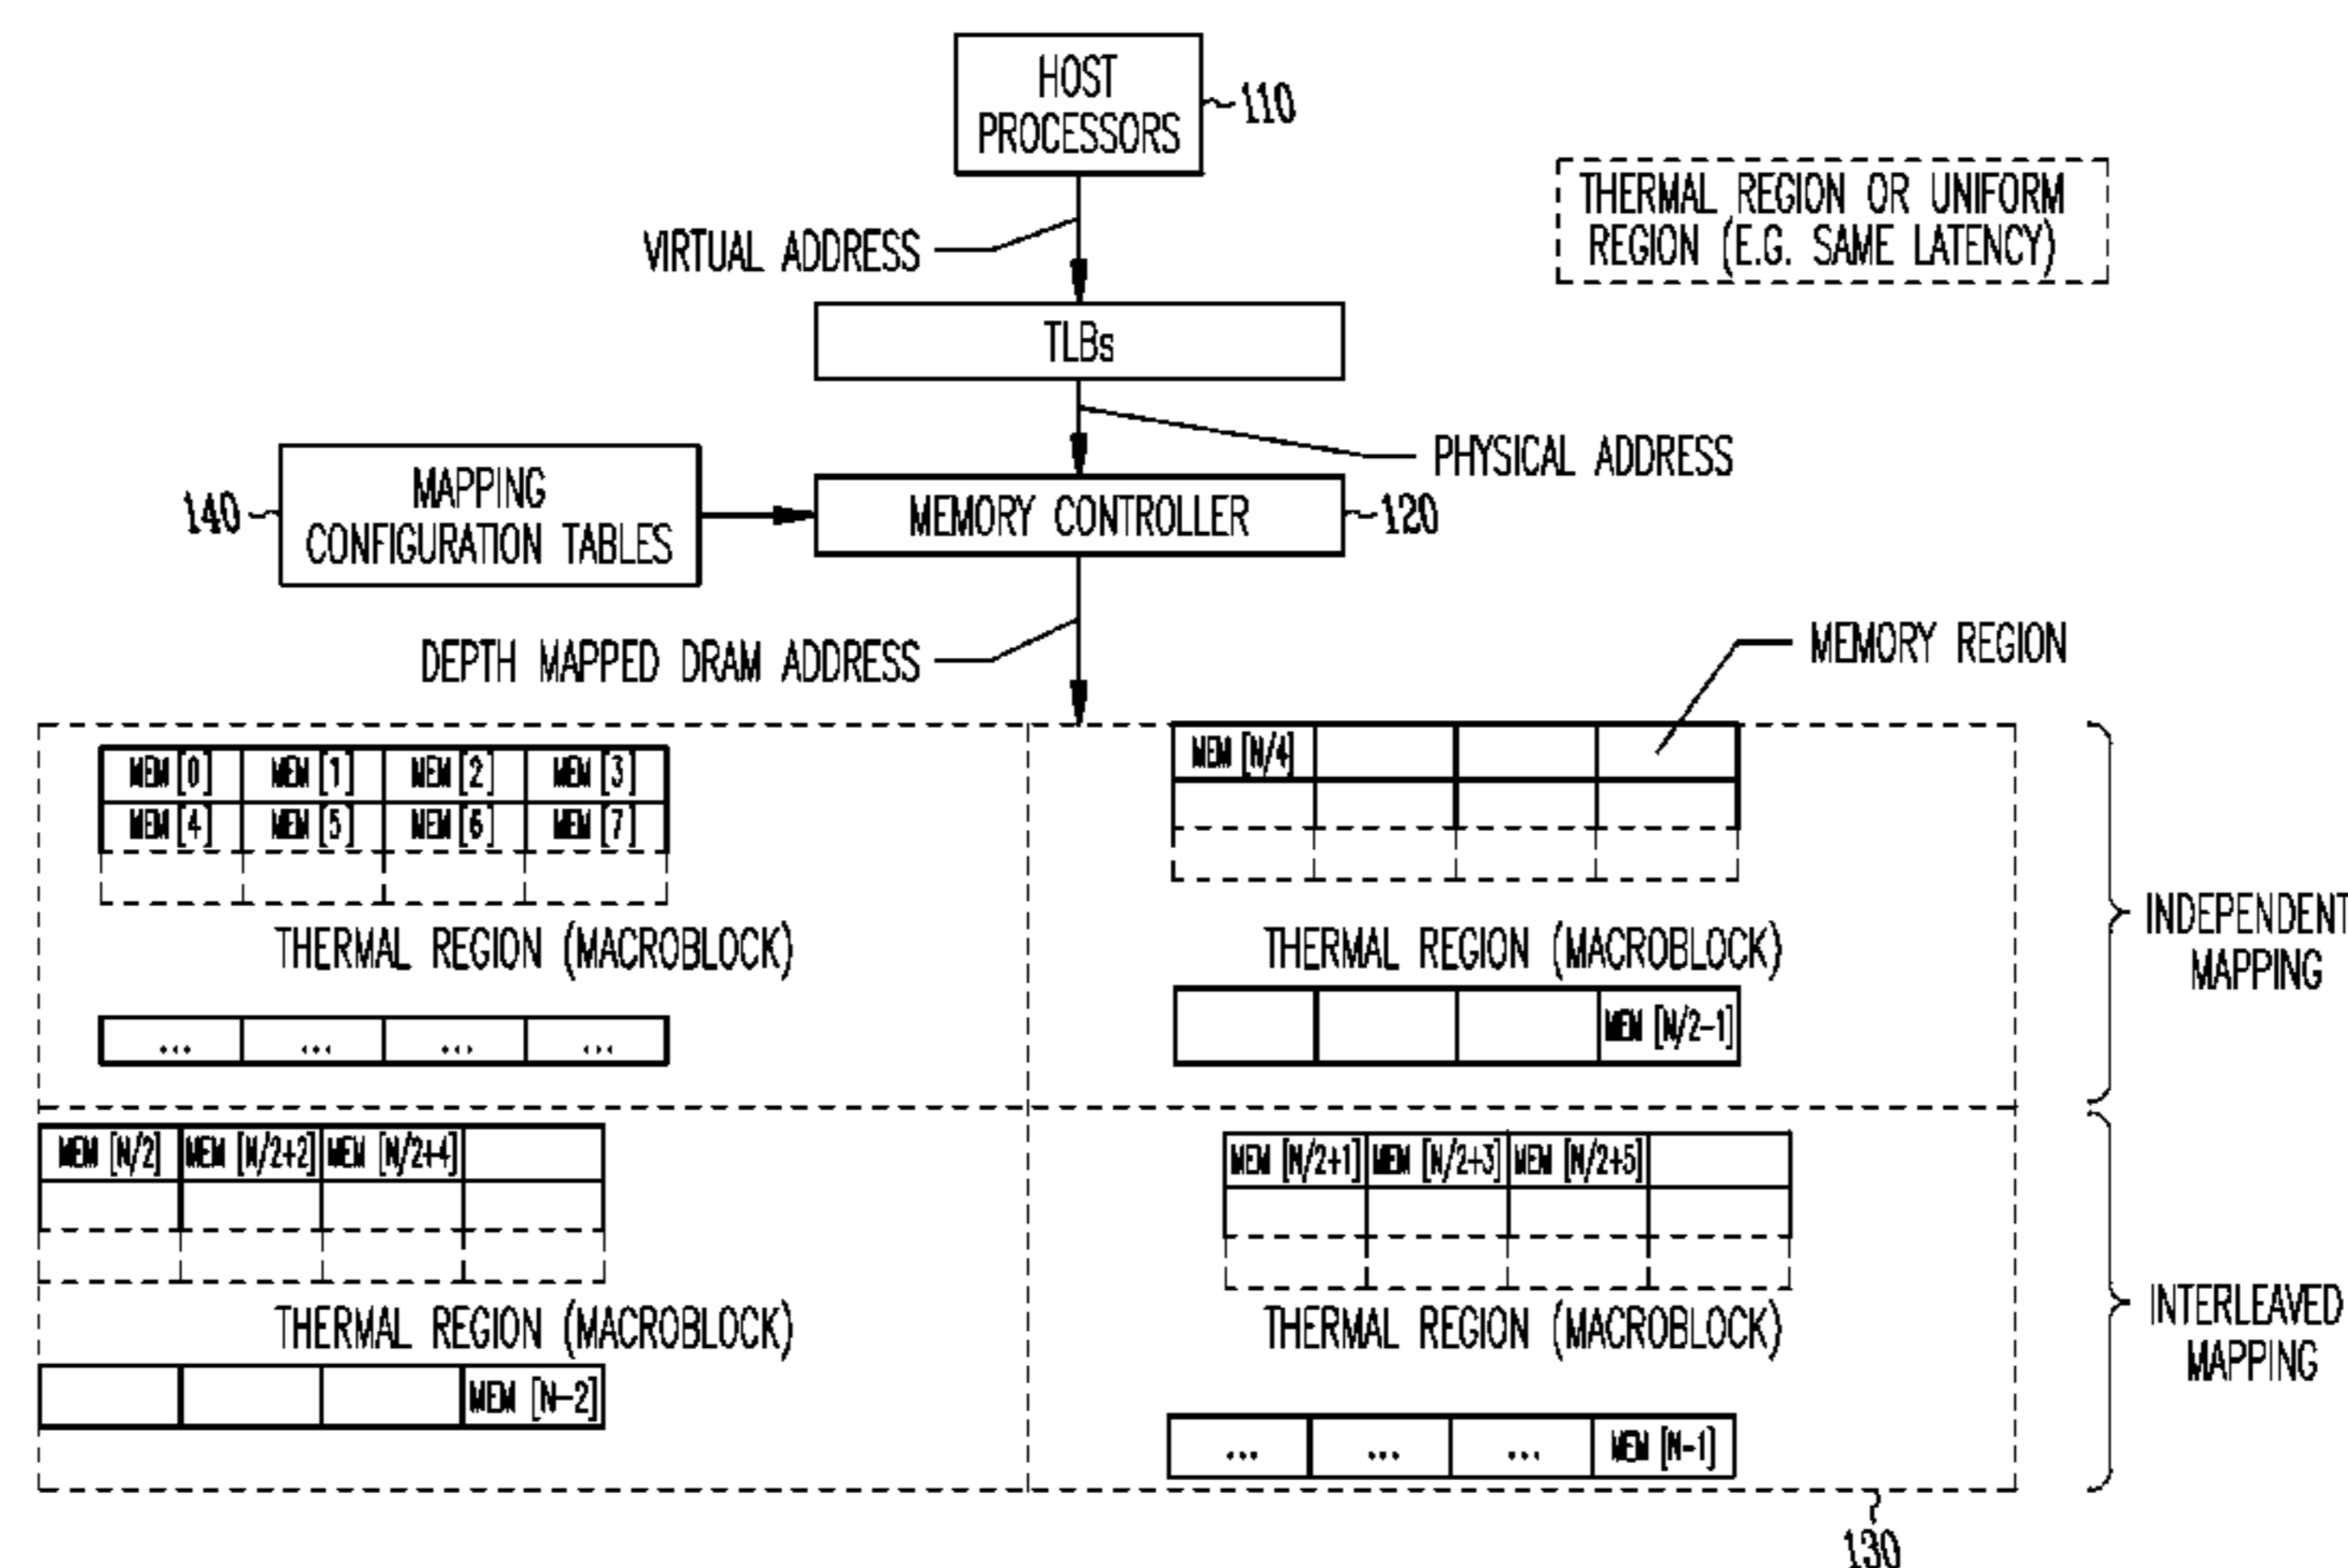 HOST
PROCESSORS
110
THERMAL REGION OR UNIFORM
REGION (E.G. SAME LATENCY)
VIRTUAL ADDRESS
TLBs
PHYSICAL ADDRESS
MAPPING
CONFIGURATION TABLES
140
MEMORY CONTROLLER
120
DEPTH MAPPED DRAM ADDRESS
MEMORY REGION
MEM [0] MEM [1] MEM [2] MEM [3]
MEM [4] MEM [5] MEM [6] MEM [7]
THERMAL REGION (MACROBLOCK)
... ... ... ...
MEM [N/4]
THERMAL REGION (MACROBLOCK)
MEM [N/2-1]
INDEPENDENT
MAPPING
MEM [N/2] MEM [N/2+2] MEM [N/2+4]
THERMAL REGION (MACROBLOCK)
MEM [N-2]
MEM [N/2+1] MEM [N/2+3] MEM [N/2+5]
THERMAL REGION (MACROBLOCK)
... ... ... MEM [N-1]
INTERLEAVED
MAPPING
130